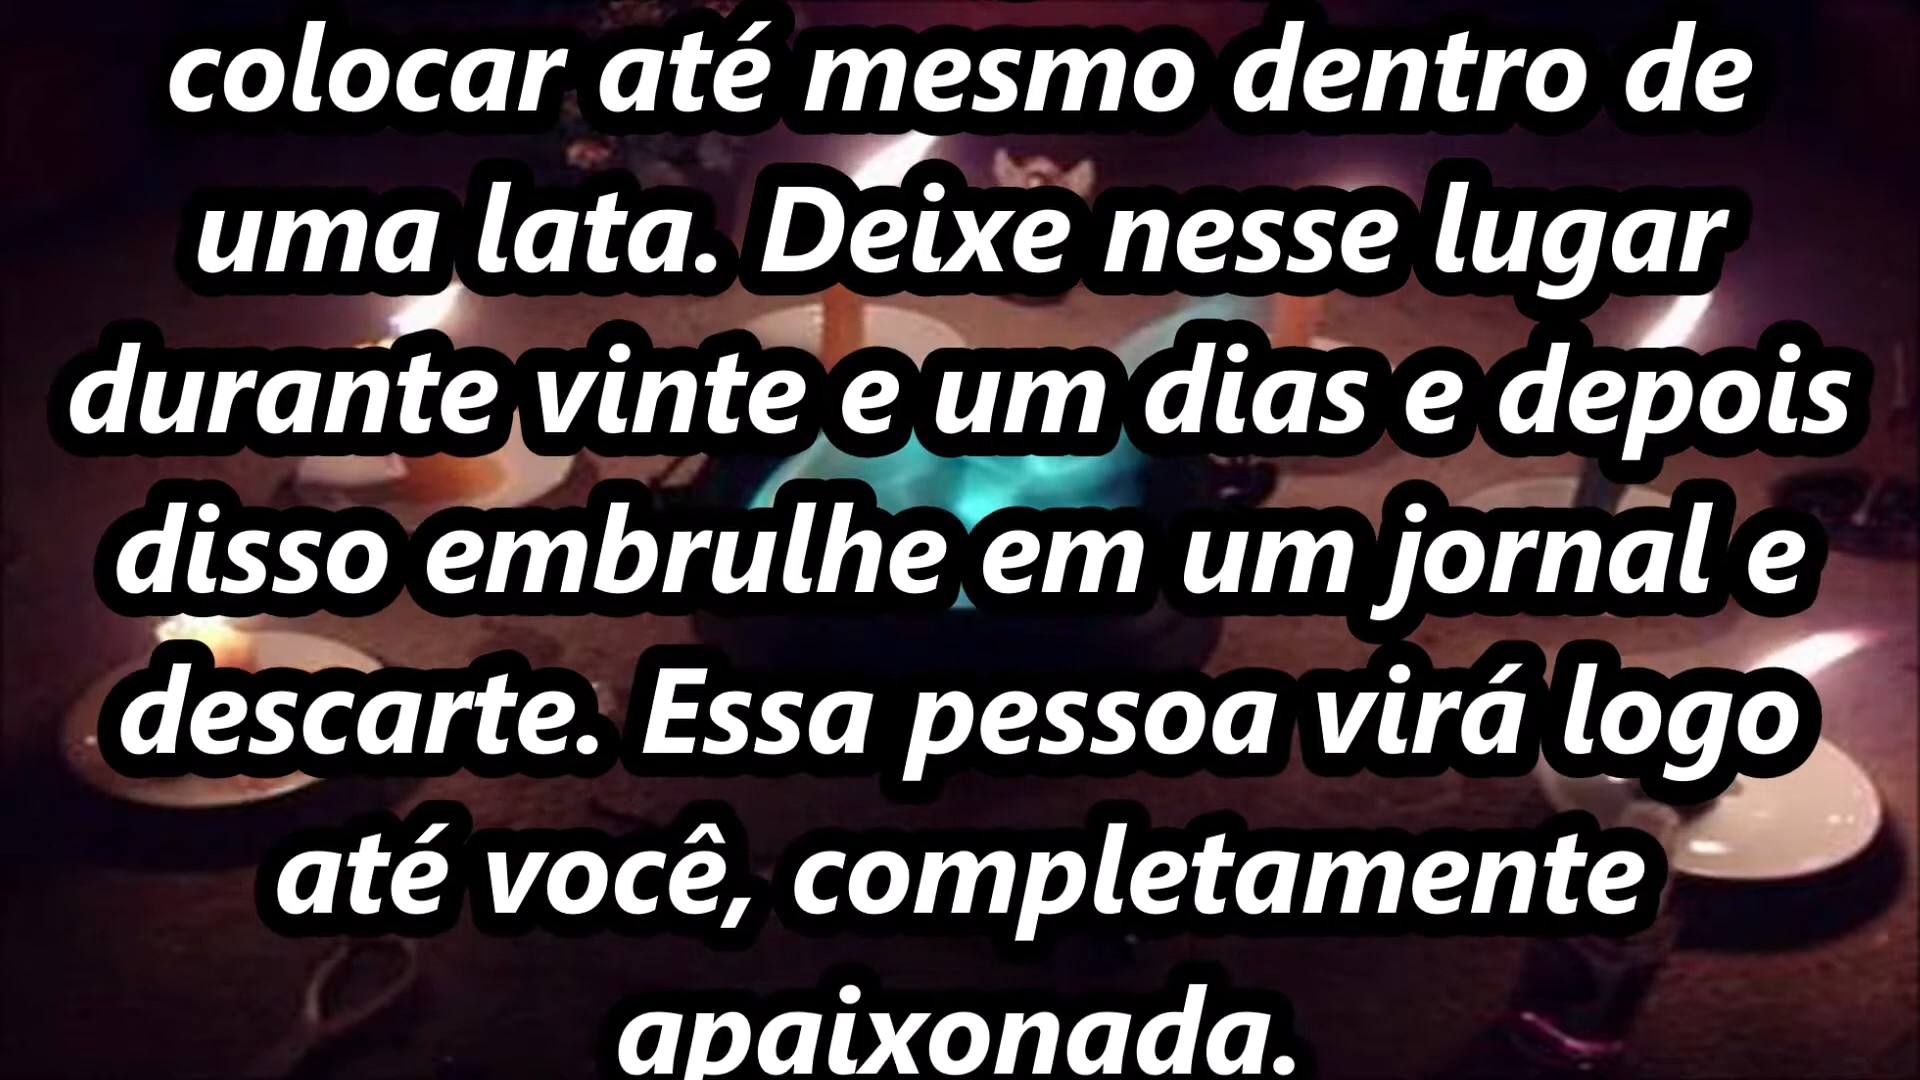 colocar até mesmo dentro de
uma lata. Deixe nesse lugar
durante vinte e um dias e depois
disso embrulhe em um jornal e
descarte. Essa pessoa virá logo
até você, completamente
apaixonada.